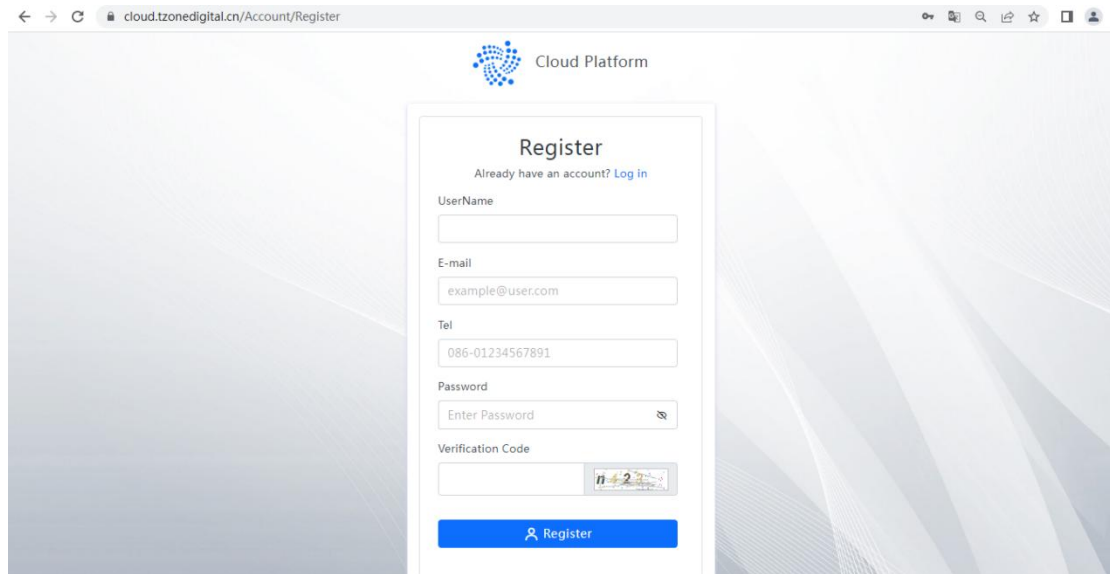 cloud.tzonedigital.cn/Account/Register
Cloud Platform
Register
Already have an account? Log in
UserName
E-mail
example@user.com
Tel
086-01234567891
Password
Enter Password
Verification Code
Register